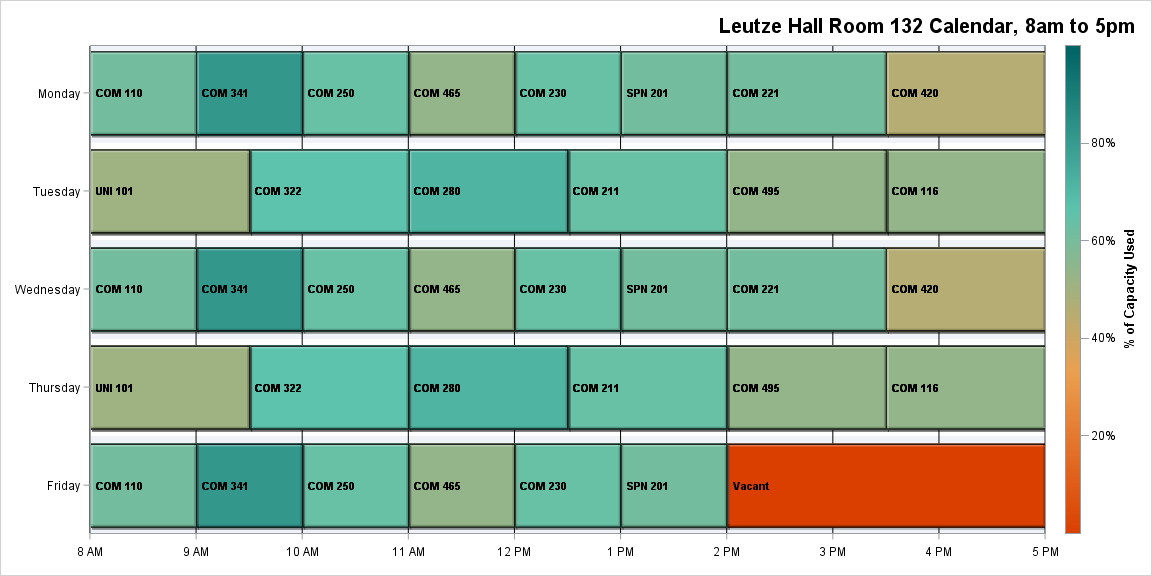 Leutze Hall Room 132 Calendar, 8am to 5pm
Monday COM 110 COM 341 COM 250 COM 465 COM 230 SPN 201 COM 221 COM 420
Tuesday UNI 101 COM 322 COM 280 COM 211 COM 495 COM 116
Wednesday COM 110 COM 341 COM 250 COM 465 COM 230 SPN 201 COM 221 COM 420
Thursday UNI 101 COM 322 COM 280 COM 211 COM 495 COM 116
Friday COM 110 COM 341 COM 250 COM 465 COM 230 SPN 201 Vacant
8 AM 9 AM 10 AM 11 AM 12 PM 1 PM 2 PM 3 PM 4 PM 5 PM
80%
60%
40%
20%
% of Capacity Used